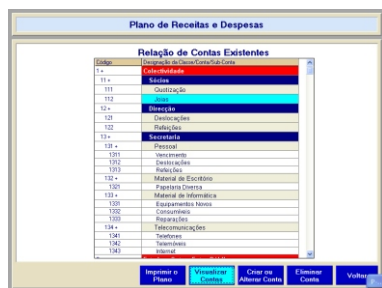 Plano de Receitas e Despesas
Relação de Contas Existentes
Código Designação de Classe/Conta/Sub-Conta
1 + Colectividade
11 + Sócios
111 Quotização
112 Joias
12 + Direcção
121 Deslocações
122 Refeições
13 + Secretaria
131 + Pessoal
1311 Vencimento
1312 Deslocações
1313 Refeições
132 + Material de Escritório
1321 Papelaria Diversa
133 + Material de Informática
1331 Equipamentos Novos
1332 Consumíveis
1333 Reparações
134 + Telecomunicações
1341 Telefones
1342 Telemóveis
1343 Internet
Imprimir o Plano
Visualizar Contas
Criar ou Alterar Conta
Eliminar Conta
Voltar